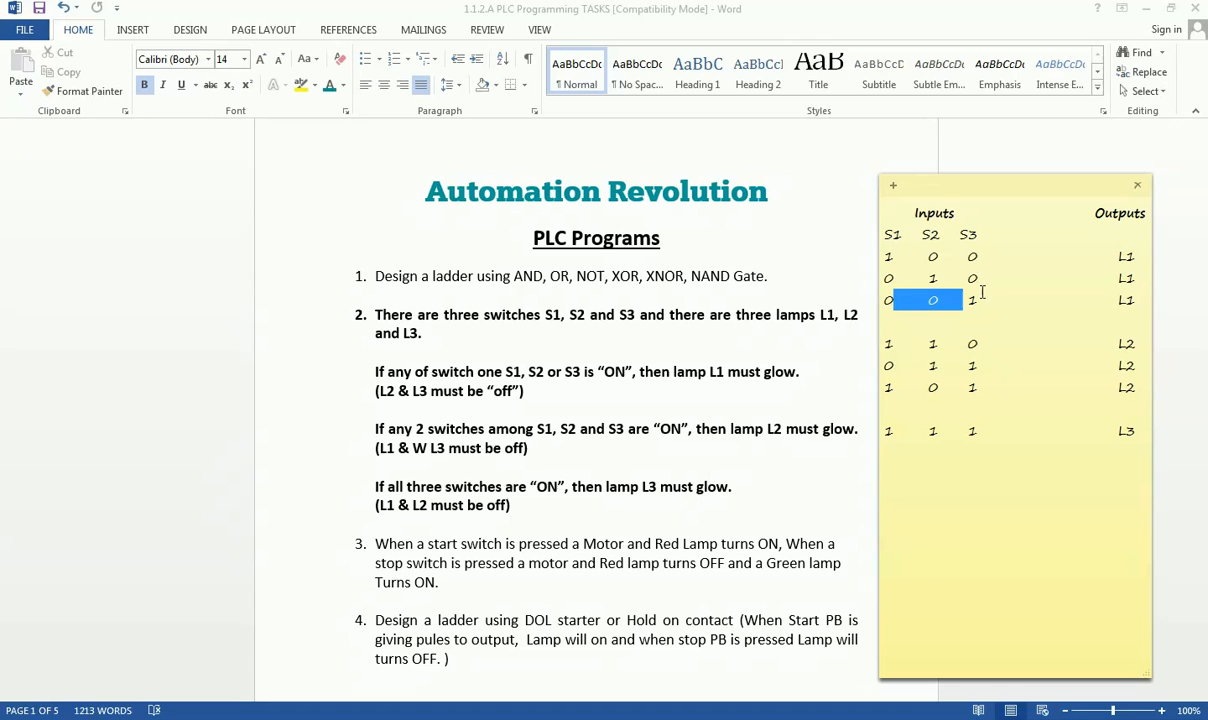 1.1.2.A PLC Programming TASKS [Compatibility Mode] - Word
FILE HOME INSERT DESIGN PAGE LAYOUT REFERENCES MAILINGS REVIEW VIEW Sign in
Paste
Cut
Copy
Format Painter
Clipboard
Calibri (Body) 14
Font
Paragraph
AaBbCcDc AaBbCcDc AaBbC AaBbCc AaB AaBbCcD AaBbCcDc AaBbCcDc AaBbCcDc
¶ Normal ¶ No Spac... Heading 1 Heading 2 Title Subtitle Subtle Em... Emphasis Intense E...
Styles
Find
Replace
Select
Editing
Automation Revolution
PLC Programs
1. Design a ladder using AND, OR, NOT, XOR, XNOR, NAND Gate.
2. There are three switches S1, S2 and S3 and there are three lamps L1, L2
and L3.
If any of switch one S1, S2 or S3 is “ON”, then lamp L1 must glow.
(L2 & L3 must be “off”)
If any 2 switches among S1, S2 and S3 are “ON”, then lamp L2 must glow.
(L1 & W L3 must be off)
If all three switches are “ON”, then lamp L3 must glow.
(L1 & L2 must be off)
3. When a start switch is pressed a Motor and Red Lamp turns ON, When a
stop switch is pressed a motor and Red lamp turns OFF and a Green lamp
Turns ON.
4. Design a ladder using DOL starter or Hold on contact (When Start PB is
giving pules to output, Lamp will on and when stop PB is pressed Lamp will
turns OFF. )
Inputs Outputs
S1 S2 S3
1 0 0 L1
0 1 0 L1
0 0 1 L1
1 1 0 L2
0 1 1 L2
1 0 1 L2
1 1 1 L3
PAGE 1 OF 5 1213 WORDS 100%